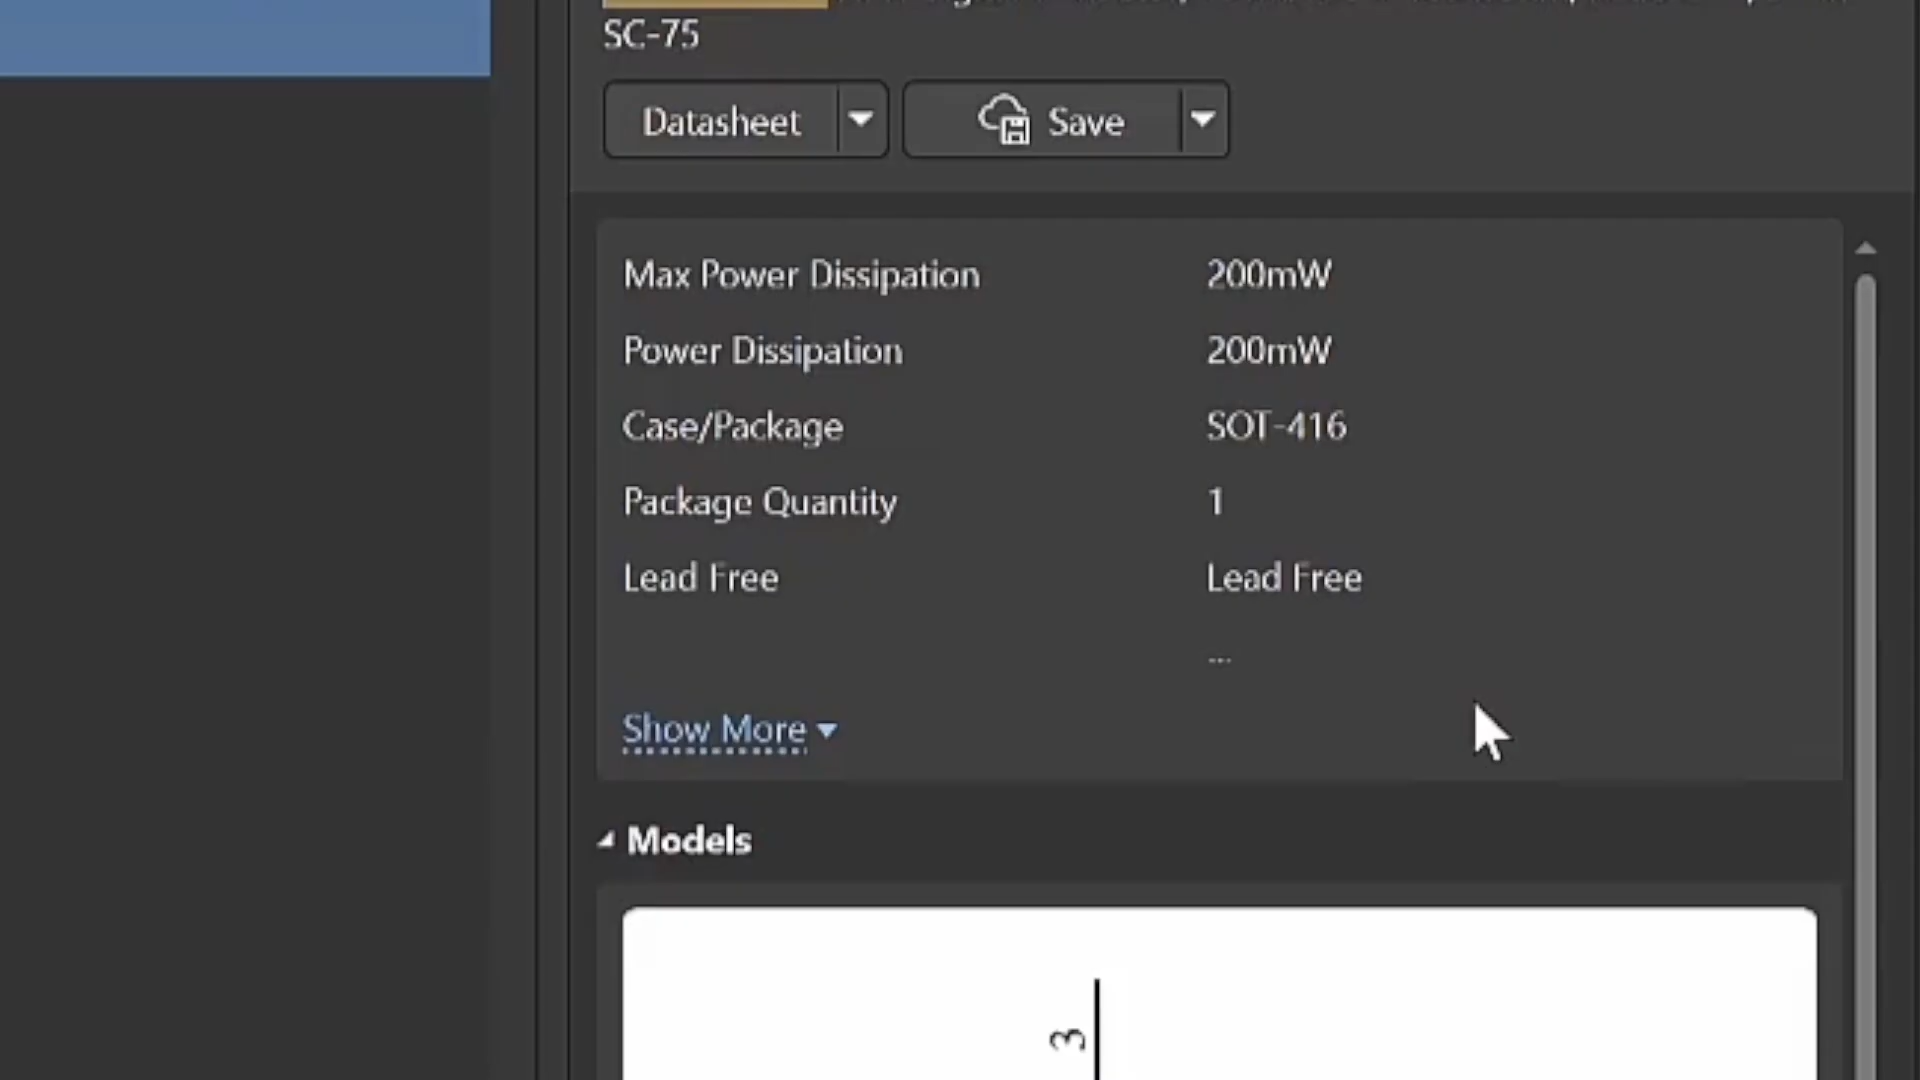 SC-75
Datasheet
Save
Max Power Dissipation 200mW
Power Dissipation 200mW
Case/Package SOT-416
Package Quantity 1
Lead Free Lead Free
...
Show More
Models
3